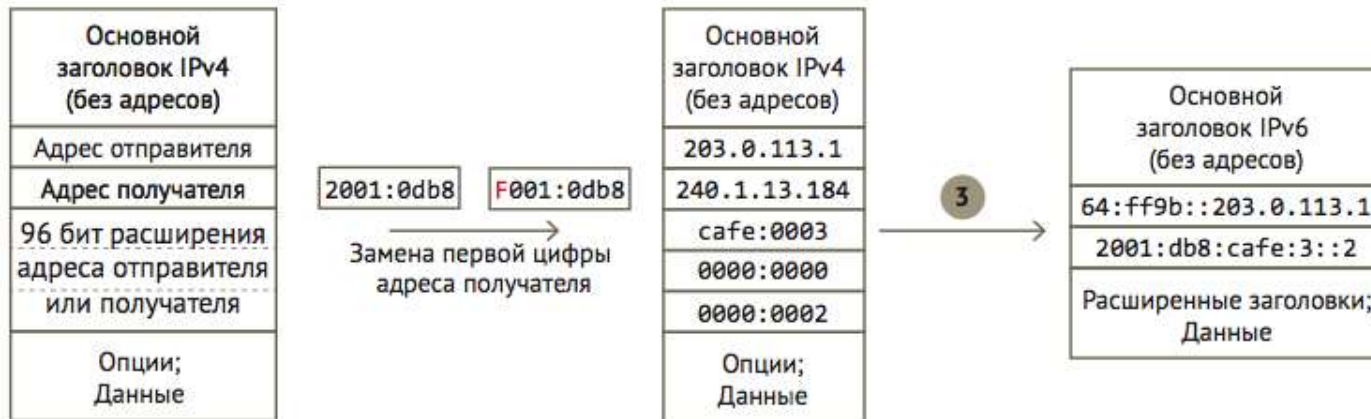 Основной
заголовок IPv4
(без адресов)
Адрес отправителя
Адрес получателя
96 бит расширения
адреса отправителя
или получателя
Опции;
Данные
2001:0db8
F001:0db8
Замена первой цифры
адреса получателя
Основной
заголовок IPv4
(без адресов)
203.0.113.1
240.1.13.184
cafe:0003
0000:0000
0000:0002
Опции;
Данные
3
Основной
заголовок IPv6
(без адресов)
64:ff9b::203.0.113.1
2001:db8:cafe:3::2
Расширенные заголовки;
Данные